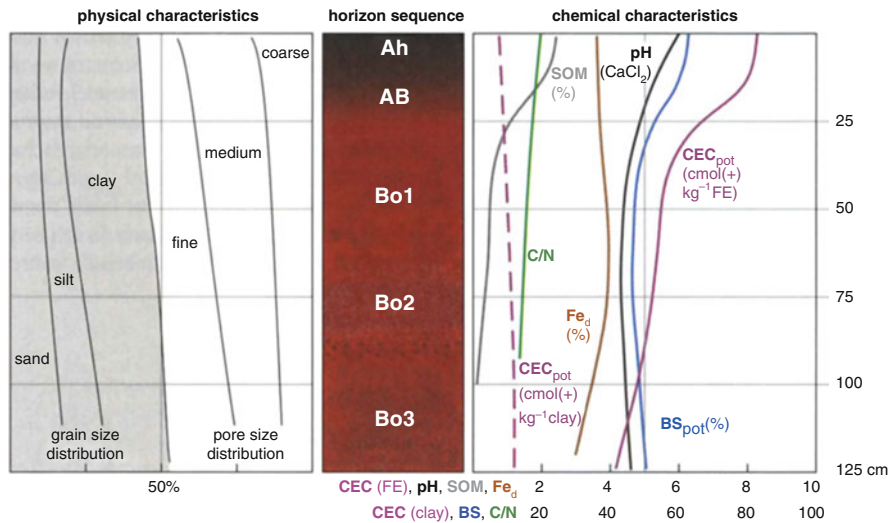 physical characteristics
horizon sequence
chemical characteristics
coarse
medium
clay
fine
silt
sand
grain size
distribution
pore size
distribution
50%
Ah
AB
Bo1
Bo2
Bo3
SOM
(%)
pH
(CaCl₂)
CECpot
(cmol(+)
kg⁻¹FE)
C/N
Fed
(%)
CECpot
(cmol(+)
kg⁻¹clay)
BSpot(%)
25
50
75
100
125 cm
CEC (FE), pH, SOM, Fed 2 4 6 8 10
CEC (clay), BS, C/N 20 40 60 80 100